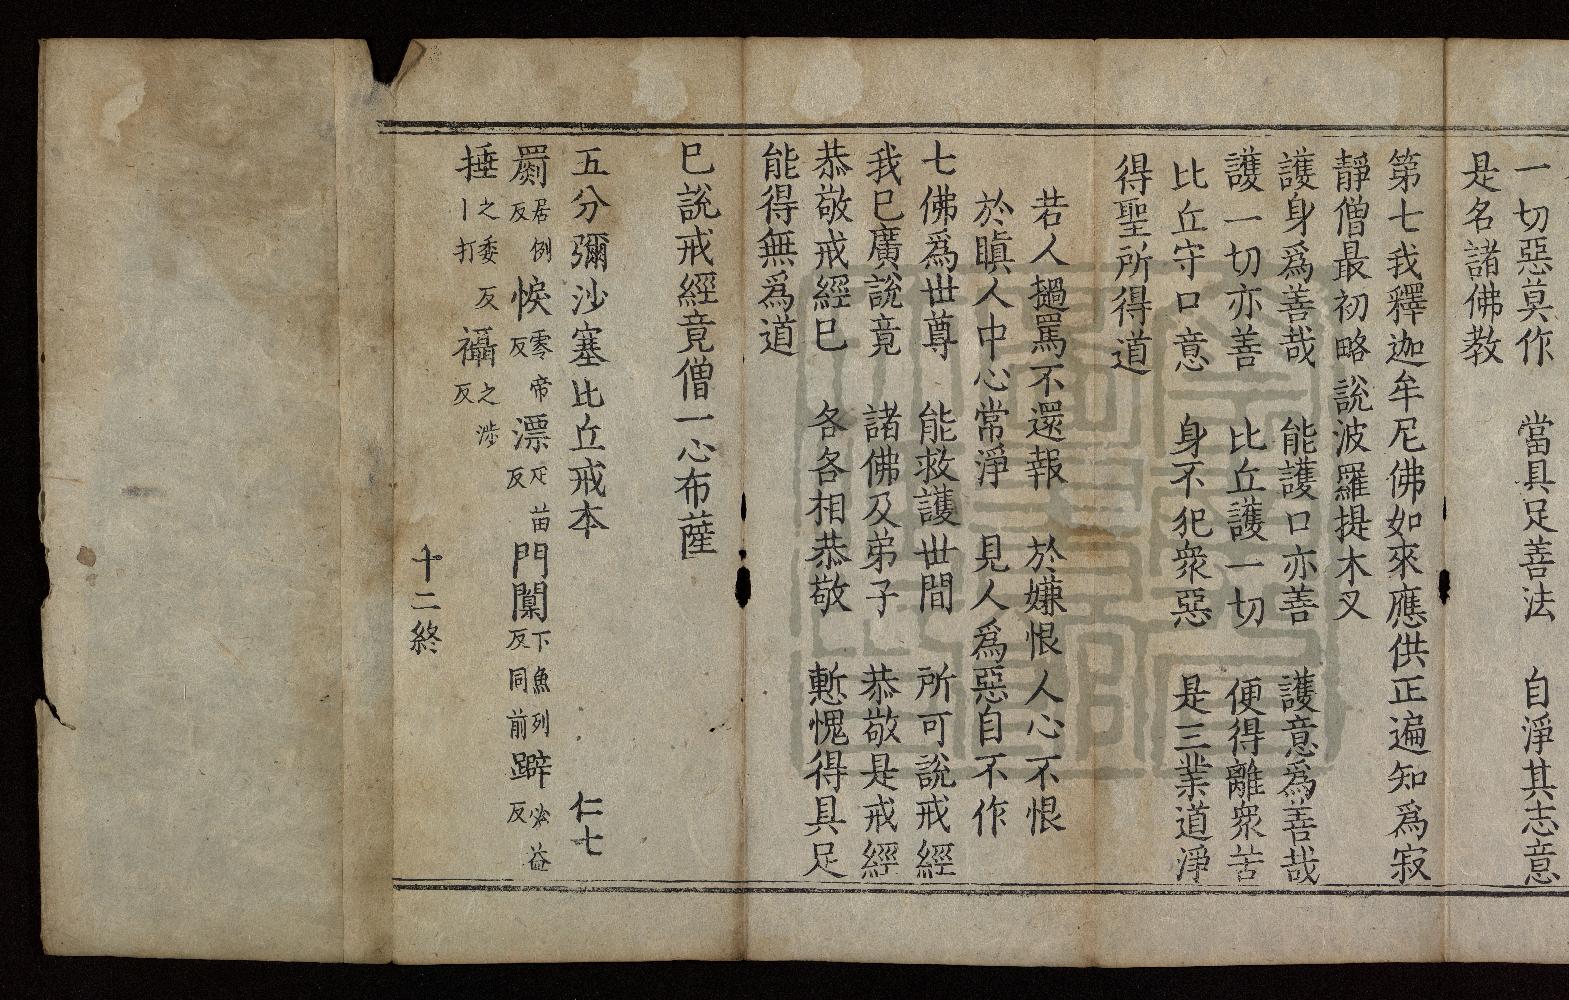 一切惡莫作　當具足善法　自淨其志意
是名諸佛教
第七我釋迦牟尼佛如來應供正遍知爲寂
靜僧最初略說波羅提木叉
護身爲善哉　能護口亦善　護意爲善哉
護一切亦善　比丘護一切　便得離衆苦
比丘守口意　身不犯衆惡　是三業道淨
得聖所得道
若人撾罵不還報　於嫌恨人心不恨
於瞋人中心常淨　見人爲惡自不作
七佛爲世尊　能救護世間　所可說戒經
我已廣說竟　諸佛及弟子　恭敬是戒經
恭敬戒經已　各各相恭敬　慙愧得具足
能得無爲道
已說戒經竟僧一心布薩
五分彌沙塞比丘戒本　仁七
罽居例反悷零帝反漂疋苗反門闑下魚列反同前躃必益反
捶之委反丨打襵之涉反
十二終